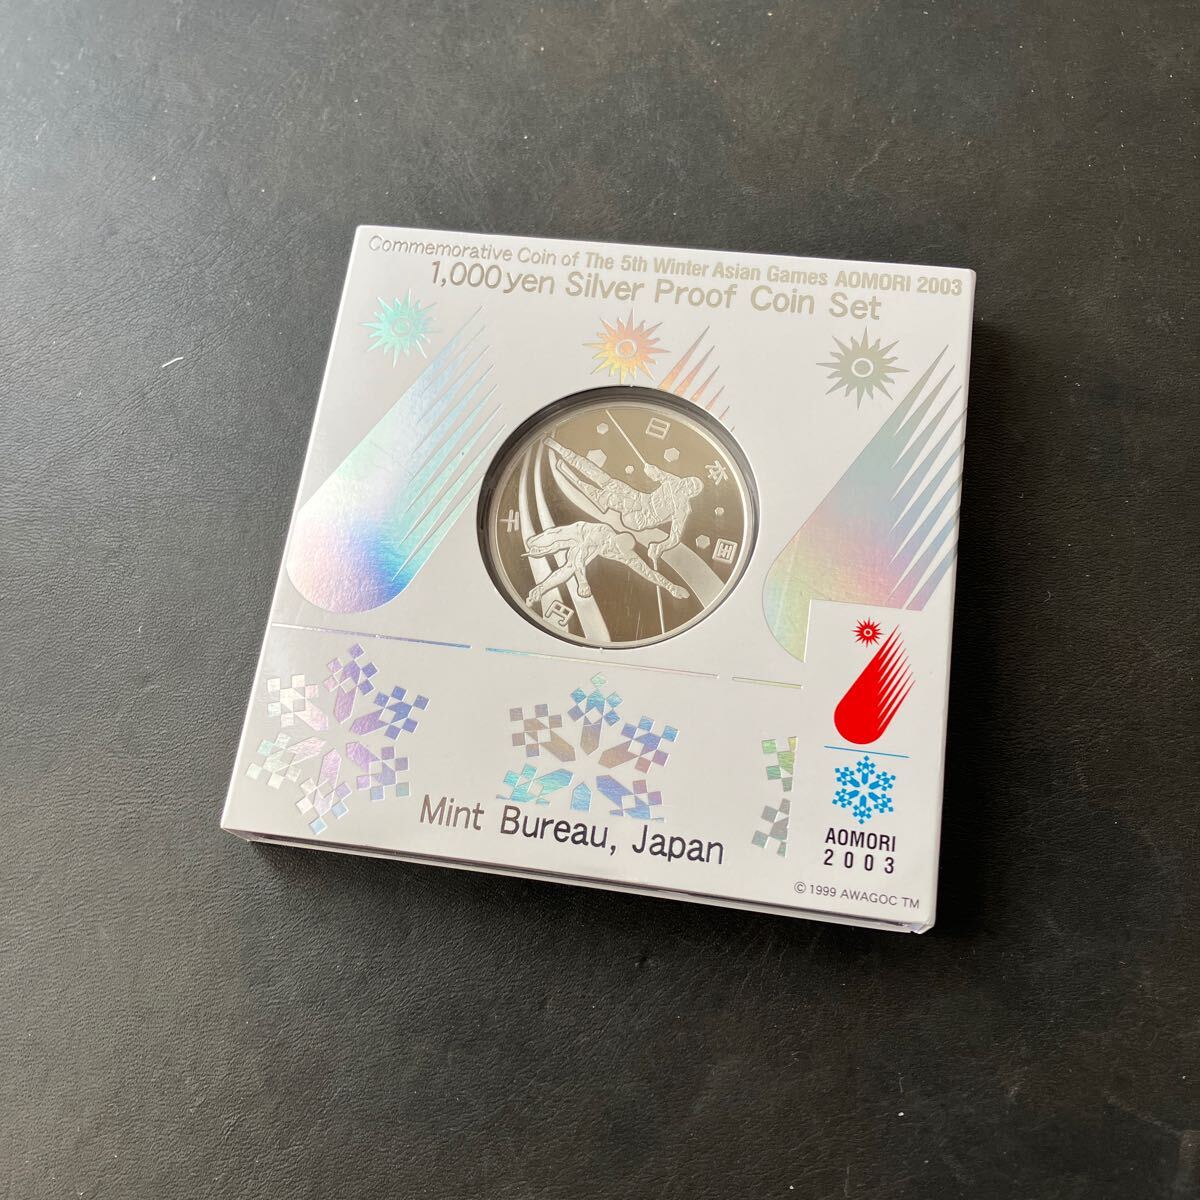 Commemorative Coin of The 5th Winter Asian Games AOMORI 2003
1,000yen Silver Proof Coin Set
日本国
千円
AOMORI
2003
Mint Bureau, Japan
© 1999 AWAGOC TM